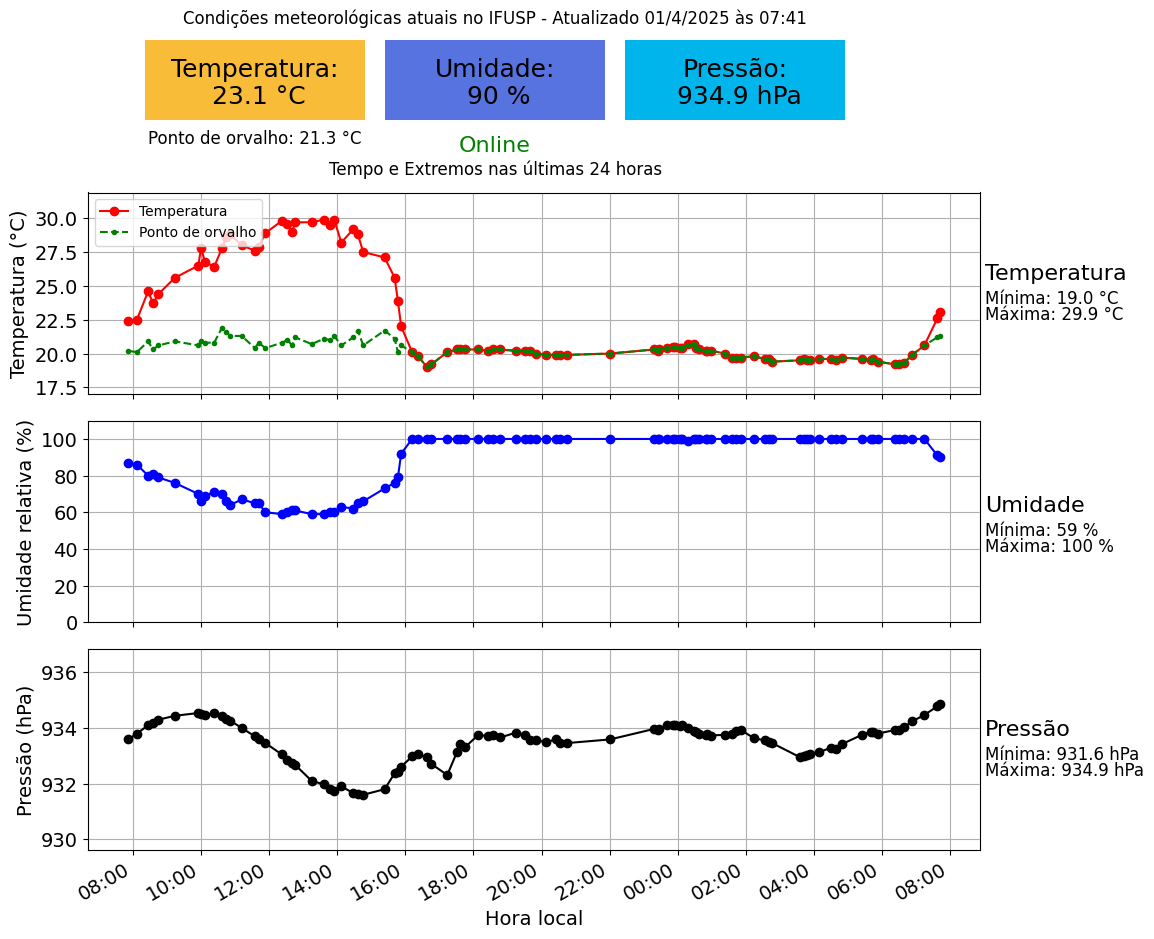 Condições meteorológicas atuais no IFUSP - Atualizado 01/4/2025 às 07:41
Temperatura:
23.1 °C
Umidade:
90 %
Pressão:
934.9 hPa
Ponto de orvalho: 21.3 °C
Online
Tempo e Extremos nas últimas 24 horas
Temperatura (°C)
30.0
27.5
25.0
22.5
20.0
17.5
Temperatura
Ponto de orvalho
Temperatura
Mínima: 19.0 °C
Máxima: 29.9 °C
Umidade relativa (%)
100
80
60
40
20
0
Umidade
Mínima: 59 %
Máxima: 100 %
Pressão (hPa)
936
934
932
930
Pressão
Mínima: 931.6 hPa
Máxima: 934.9 hPa
08:00
10:00
12:00
14:00
16:00
18:00
20:00
22:00
00:00
02:00
04:00
06:00
08:00
Hora local